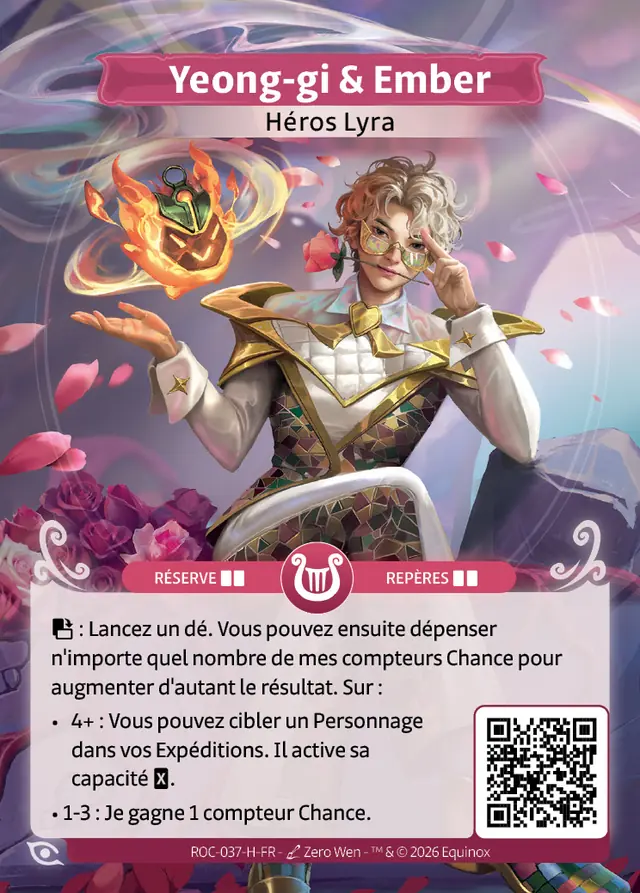 Yeong-gi & Ember
Héros Lyra
RÉSERVE
REPÈRES
: Lancez un dé. Vous pouvez ensuite dépenser
n'importe quel nombre de mes compteurs Chance pour
augmenter d'autant le résultat. Sur :
• 4+ : Vous pouvez cibler un Personnage
dans vos Expéditions. Il active sa
capacité X.
• 1-3 : Je gagne 1 compteur Chance.
ROC-037-H-FR - Zero Wen - ™ & © 2026 Equinox